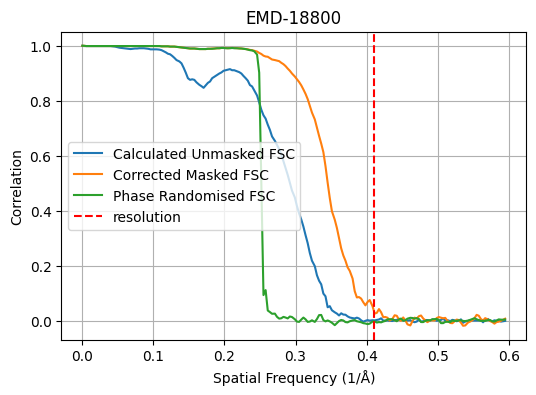 EMD-18800
1.0
0.8
0.6
0.4
0.2
0.0
Correlation
Calculated Unmasked FSC
Corrected Masked FSC
Phase Randomised FSC
resolution
0.0 0.1 0.2 0.3 0.4 0.5 0.6
Spatial Frequency (1/Å)